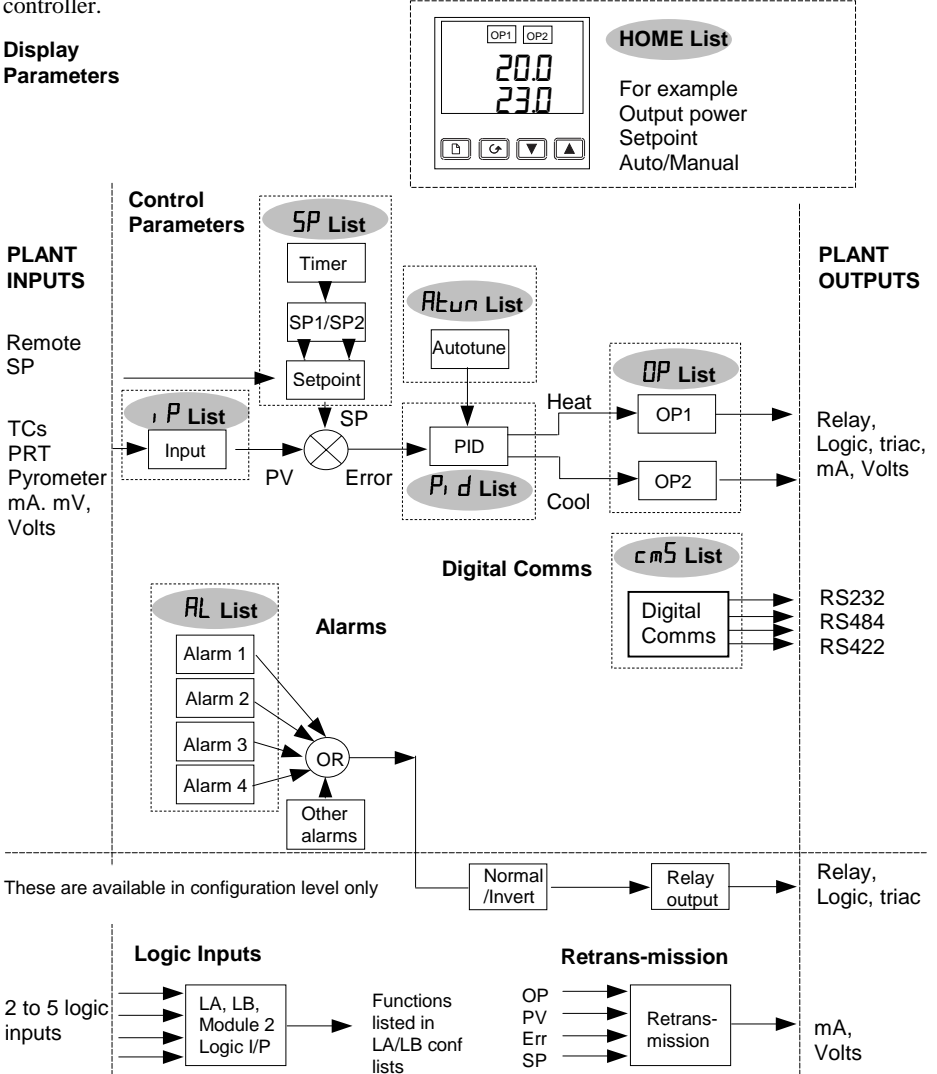 controller.
Display
Parameters
OP1 OP2
20.0
23.0
HOME List
For example
Output power
Setpoint
Auto/Manual
Control
Parameters
SP List
PLANT
INPUTS
Timer
PLANT
OUTPUTS
Atun List
SP1/SP2
Remote
SP
Autotune
Setpoint
OP List
iP List
SP
Heat
OP1
TCs
PRT
Pyrometer
mA. mV,
Volts
Input
PV
Error
PID
Relay,
Logic, triac,
mA, Volts
Pid List
Cool
OP2
Digital Comms
cmS List
AL List
Alarms
Digital
Comms
RS232
RS484
RS422
Alarm 1
Alarm 2
Alarm 3
Alarm 4
OR
Other
alarms
These are available in configuration level only
Normal
/Invert
Relay
output
Relay,
Logic, triac
Logic Inputs
Retrans-mission
2 to 5 logic
inputs
LA, LB,
Module 2
Logic I/P
Functions
listed in
LA/LB conf
lists
OP
PV
Err
SP
Retrans-
mission
mA,
Volts